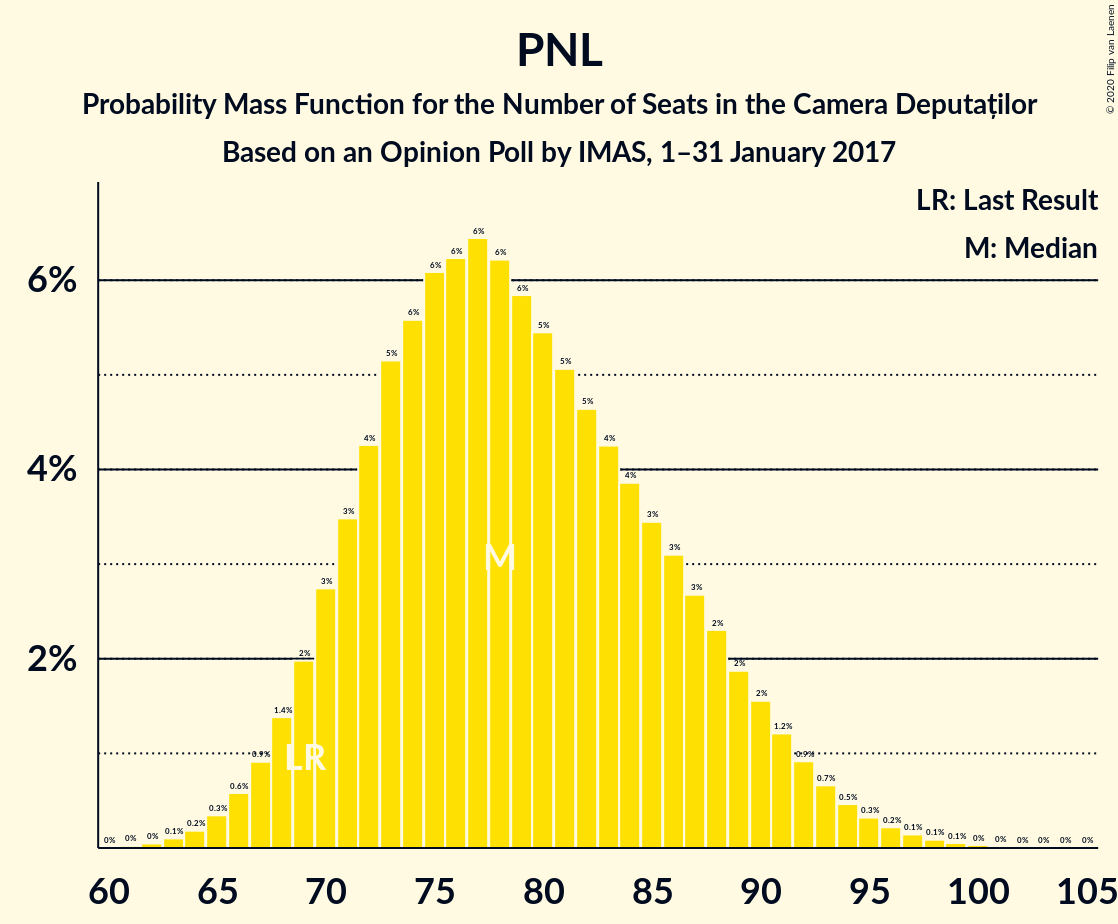 PNL
Probability Mass Function for the Number of Seats in the Camera Deputaților
Based on an Opinion Poll by IMAS, 1–31 January 2017
© 2020 Filip van Laenen
LR: Last Result
M: Median
6%
4%
2%
0% 0% 0% 0.1% 0.2% 0.3% 0.6% 0.9% 1.4% 2% 3% 3% 4% 5% 6% 6% 6% 6% 6% 6% 5% 5% 5% 4% 4% 3% 3% 3% 2% 2% 2% 1.2% 0.9% 0.7% 0.5% 0.3% 0.2% 0.1% 0.1% 0.1% 0% 0% 0% 0% 0% 0%
M
LR
60 65 70 75 80 85 90 95 100 105